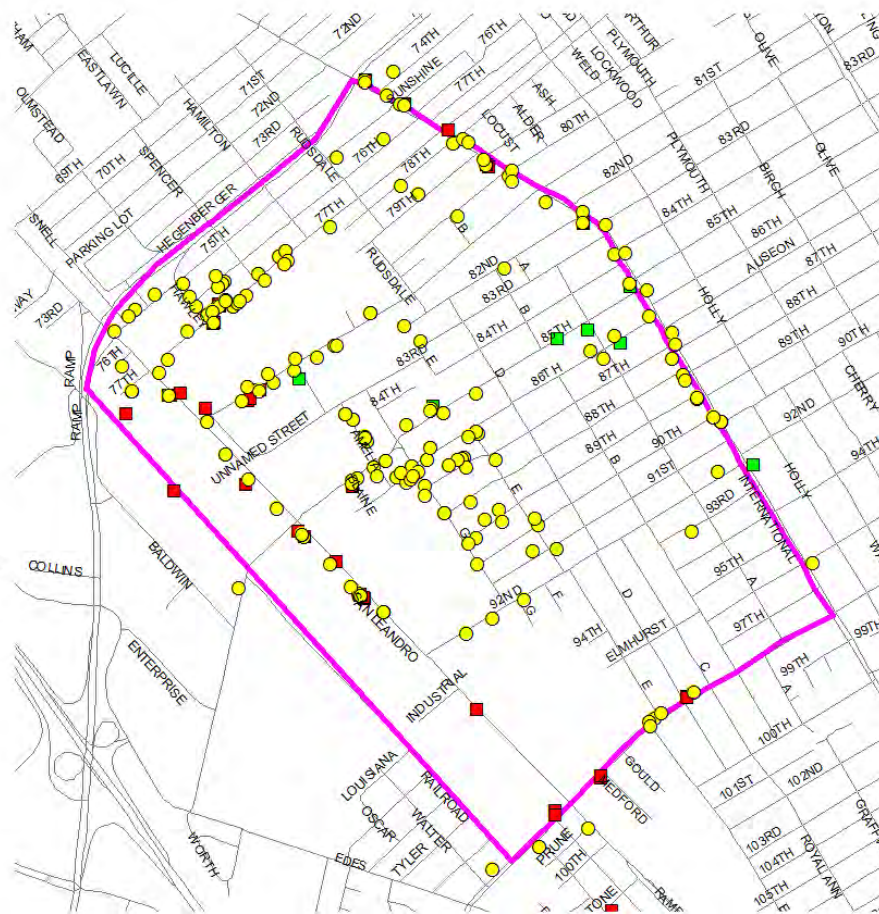 72ND
74TH
76TH
ARTHUR
PLYMOUTH
LOCKWOOD
WELD
OLIVE
83RD
LUCILLE
EASTLAWN
OLMSTEAD
HAMILTON
71ST
72ND
73RD
SUNSHINE
77TH
ASH
ALDER
LOCUST
80TH
81ST
83RD
RUDSDALE
76TH
78TH
79TH
82ND
PLYMOUTH
BIRCH
OLIVE
69TH
70TH
SPENCER
84TH
85TH
86TH
SNELL
PARKING LOT
HEGENBERGER
75TH
77TH
RUDSDALE
B
A
82ND
83RD
AUSEON
87TH
88TH
HAWLEY
73RD
B
84TH
85TH
HOLLY
89TH
90TH
RAMP
76TH
77TH
83RD
E
D
86TH
87TH
CHERRY
RAMP
84TH
88TH
92ND
94TH
UNNAMED STREET
89TH
90TH
B
91ST
HOLLY
93RD
INTERNATIONAL
BLAINE
E
G
COLLINS
BALDWIN
92ND
G
F
D
95TH
A
97TH
94TH
ELMHURST
99TH
SAN LEANDRO
C
99TH
A
ENTERPRISE
INDUSTRIAL
E
100TH
LOUISIANA
RAILROAD
GOULD
MEDFORD
101ST
102ND
OSCAR
WALTER
TYLER
PRUNE
100TH
103RD
104TH
105TH
ROYAL ANN
WORTH
EDES